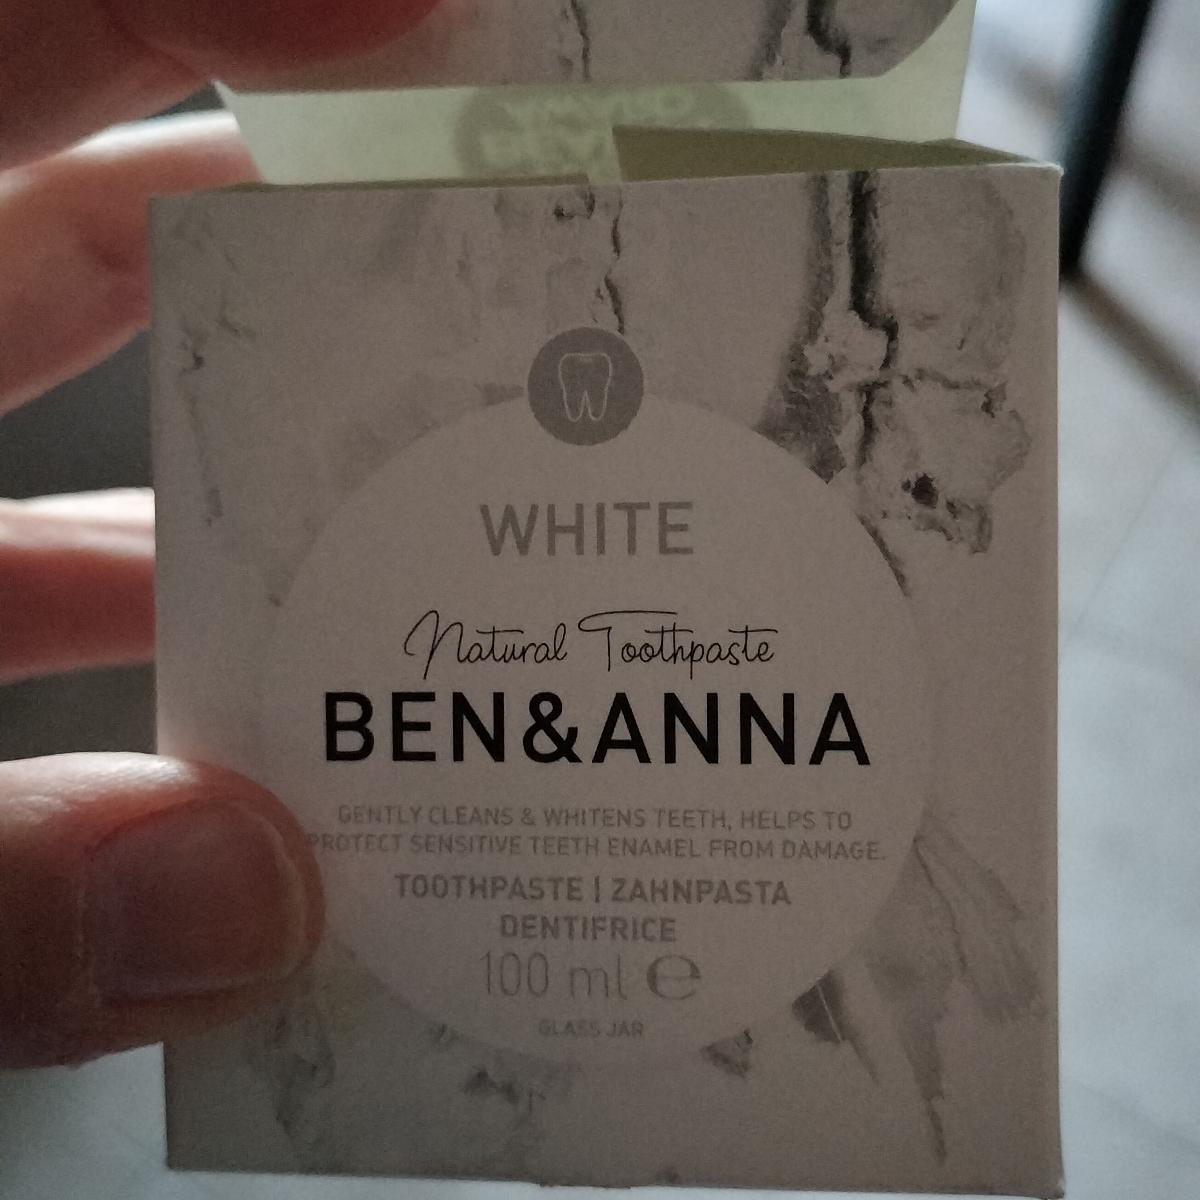 WHITE
Natural Toothpaste
BEN&ANNA
GENTLY CLEANS & WHITENS TEETH, HELPS TO
PROTECT SENSITIVE TEETH ENAMEL FROM DAMAGE.
TOOTHPASTE | ZAHNPASTA
DENTIFRICE
100 ml ℮
GLASS JAR